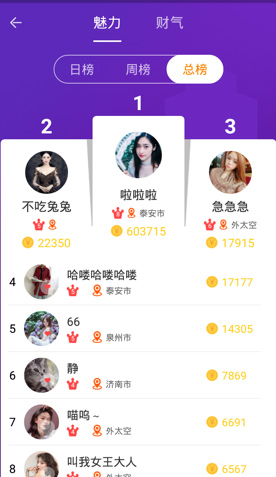 魅力 财气
日榜 周榜 总榜
1
2
3
啦啦啦
泰安市
603715
不吃兔兔
22350
急急急
外太空
17915
4 哈喽哈喽哈喽 17177
泰安市
5 66 14305
泉州市
6 静 7869
济南市
7 喵呜~ 6691
外太空
8 叫我女王大人 6567
外太空